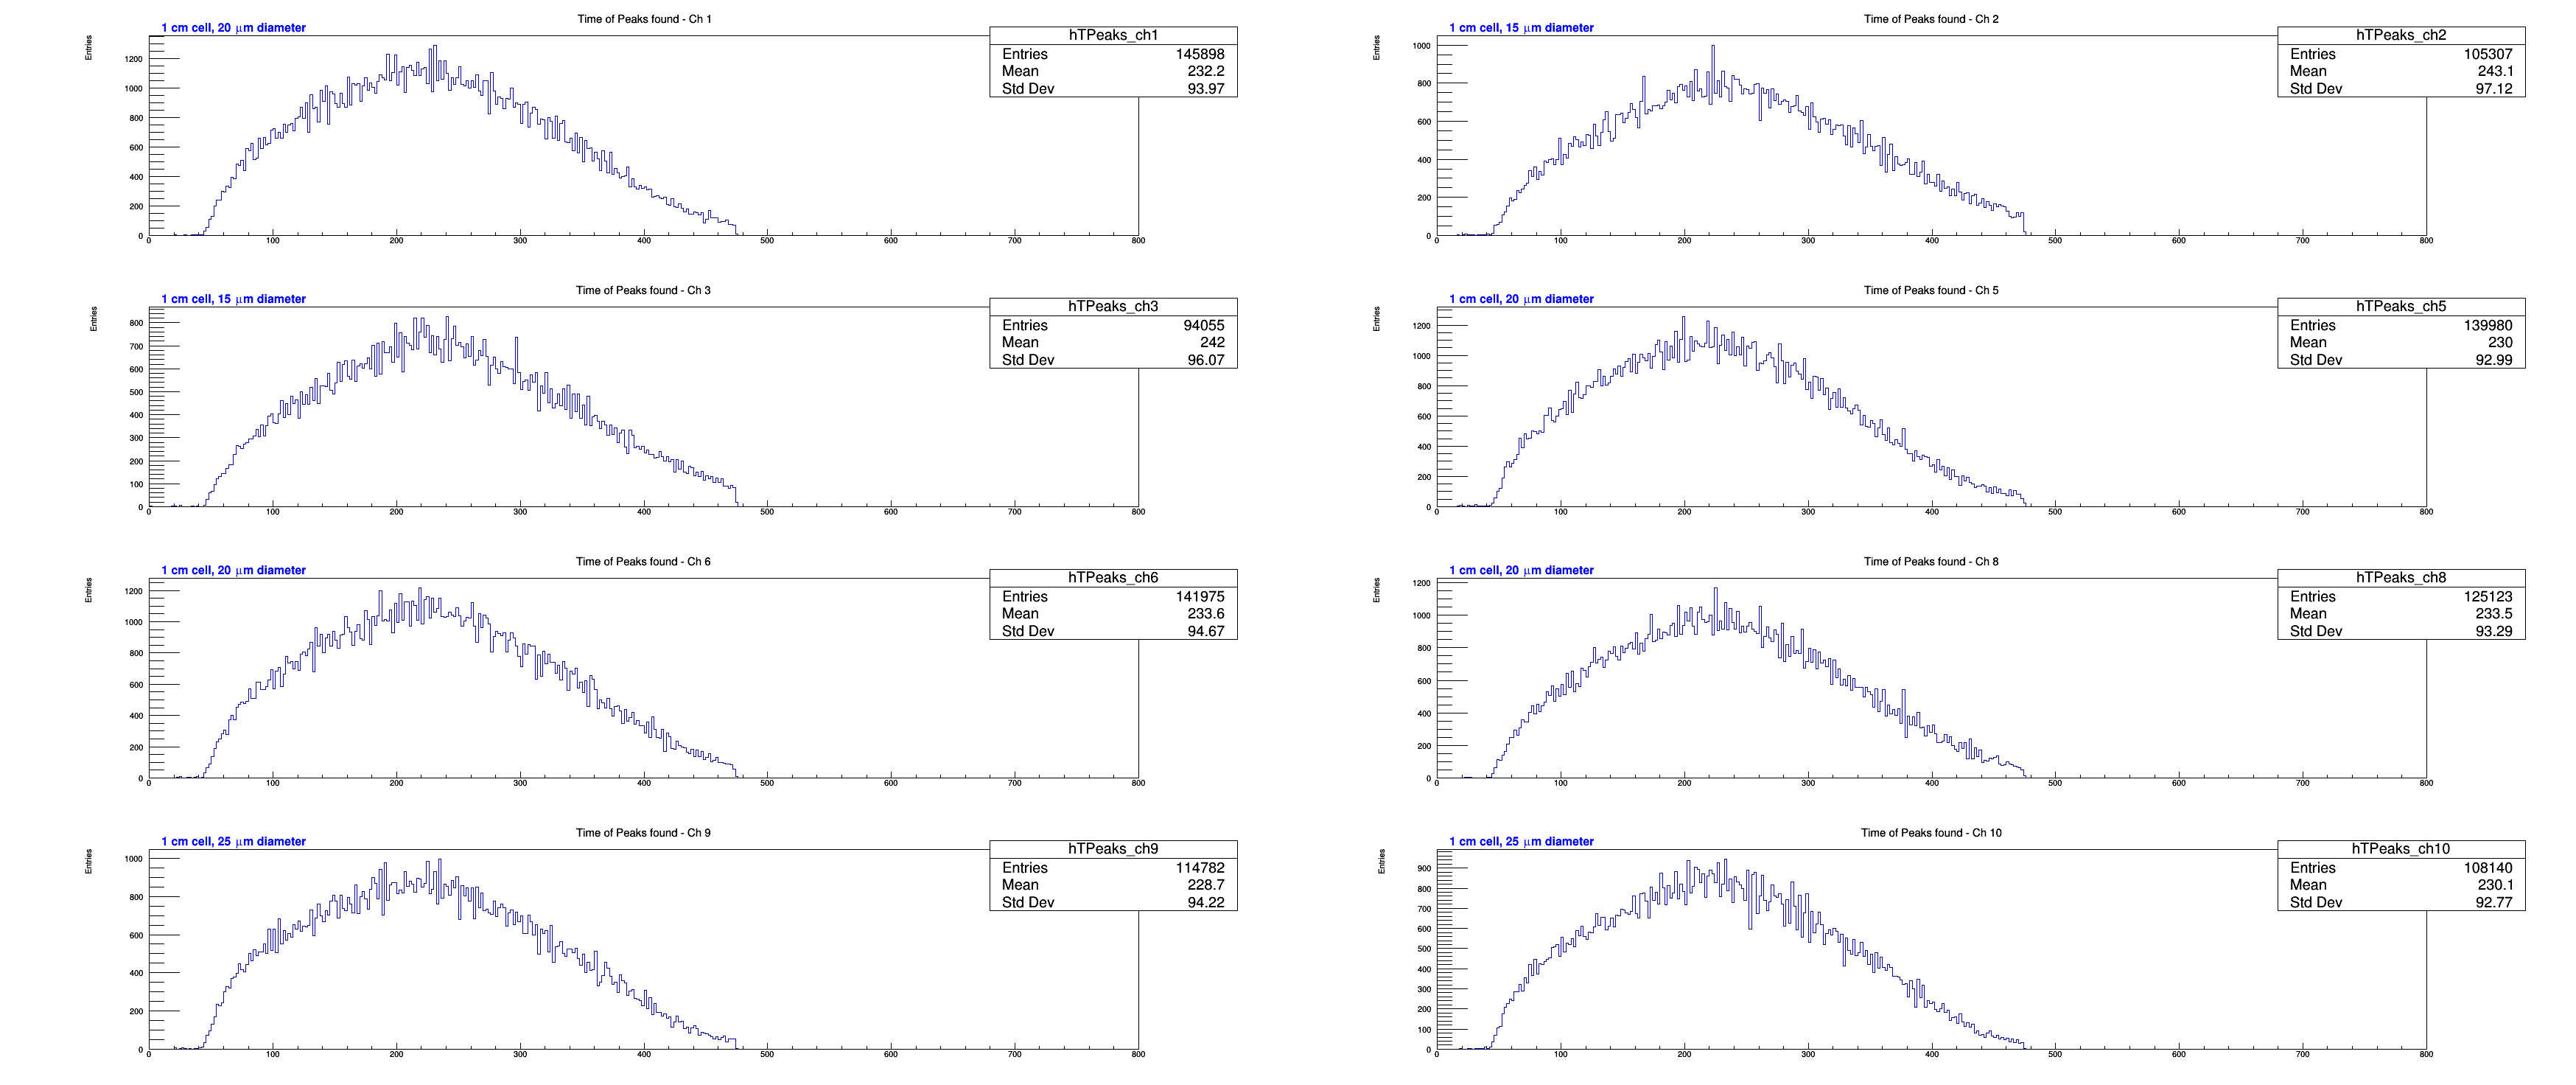 Time of Peaks found - Ch 1
1 cm cell, 20 μm diameter
Entries
hTPeaks_ch1
Entries 145898
Mean 232.2
Std Dev 93.97
1200
1000
800
600
400
200
0
0 100 200 300 400 500 600 700 800
Time of Peaks found - Ch 2
1 cm cell, 15 μm diameter
Entries
hTPeaks_ch2
Entries 105307
Mean 243.1
Std Dev 97.12
1000
800
600
400
200
0
0 100 200 300 400 500 600 700 800
Time of Peaks found - Ch 3
1 cm cell, 15 μm diameter
Entries
hTPeaks_ch3
Entries 94055
Mean 242
Std Dev 96.07
800
700
600
500
400
300
200
100
0
0 100 200 300 400 500 600 700 800
Time of Peaks found - Ch 5
1 cm cell, 20 μm diameter
Entries
hTPeaks_ch5
Entries 139980
Mean 230
Std Dev 92.99
1200
1000
800
600
400
200
0
0 100 200 300 400 500 600 700 800
Time of Peaks found - Ch 6
1 cm cell, 20 μm diameter
Entries
hTPeaks_ch6
Entries 141975
Mean 233.6
Std Dev 94.67
1200
1000
800
600
400
200
0
0 100 200 300 400 500 600 700 800
Time of Peaks found - Ch 8
1 cm cell, 20 μm diameter
Entries
hTPeaks_ch8
Entries 125123
Mean 233.5
Std Dev 93.29
1200
1000
800
600
400
200
0
0 100 200 300 400 500 600 700 800
Time of Peaks found - Ch 9
1 cm cell, 25 μm diameter
Entries
hTPeaks_ch9
Entries 114782
Mean 228.7
Std Dev 94.22
1000
800
600
400
200
0
0 100 200 300 400 500 600 700 800
Time of Peaks found - Ch 10
1 cm cell, 25 μm diameter
Entries
hTPeaks_ch10
Entries 108140
Mean 230.1
Std Dev 92.77
900
800
700
600
500
400
300
200
100
0
0 100 200 300 400 500 600 700 800